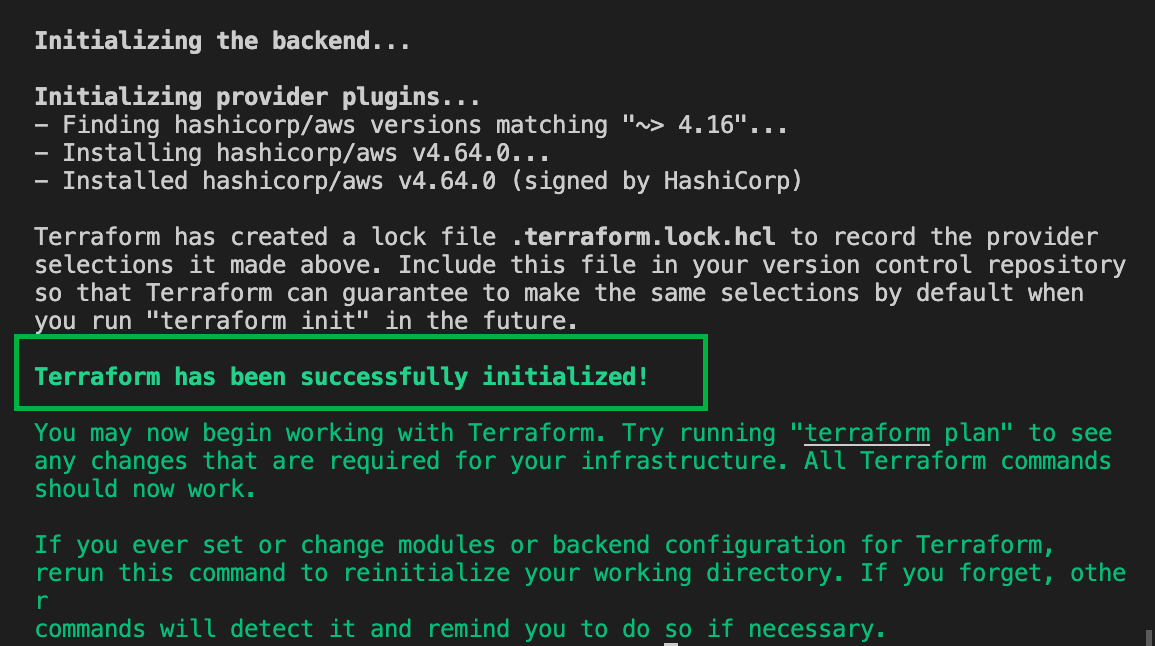 Initializing the backend...
Initializing provider plugins...
- Finding hashicorp/aws versions matching "~> 4.16"...
- Installing hashicorp/aws v4.64.0...
- Installed hashicorp/aws v4.64.0 (signed by HashiCorp)
Terraform has created a lock file .terraform.lock.hcl to record the provider
selections it made above. Include this file in your version control repository
so that Terraform can guarantee to make the same selections by default when
you run "terraform init" in the future.
Terraform has been successfully initialized!
You may now begin working with Terraform. Try running "terraform plan" to see
any changes that are required for your infrastructure. All Terraform commands
should now work.
If you ever set or change modules or backend configuration for Terraform,
rerun this command to reinitialize your working directory. If you forget, othe
r
commands will detect it and remind you to do so if necessary.